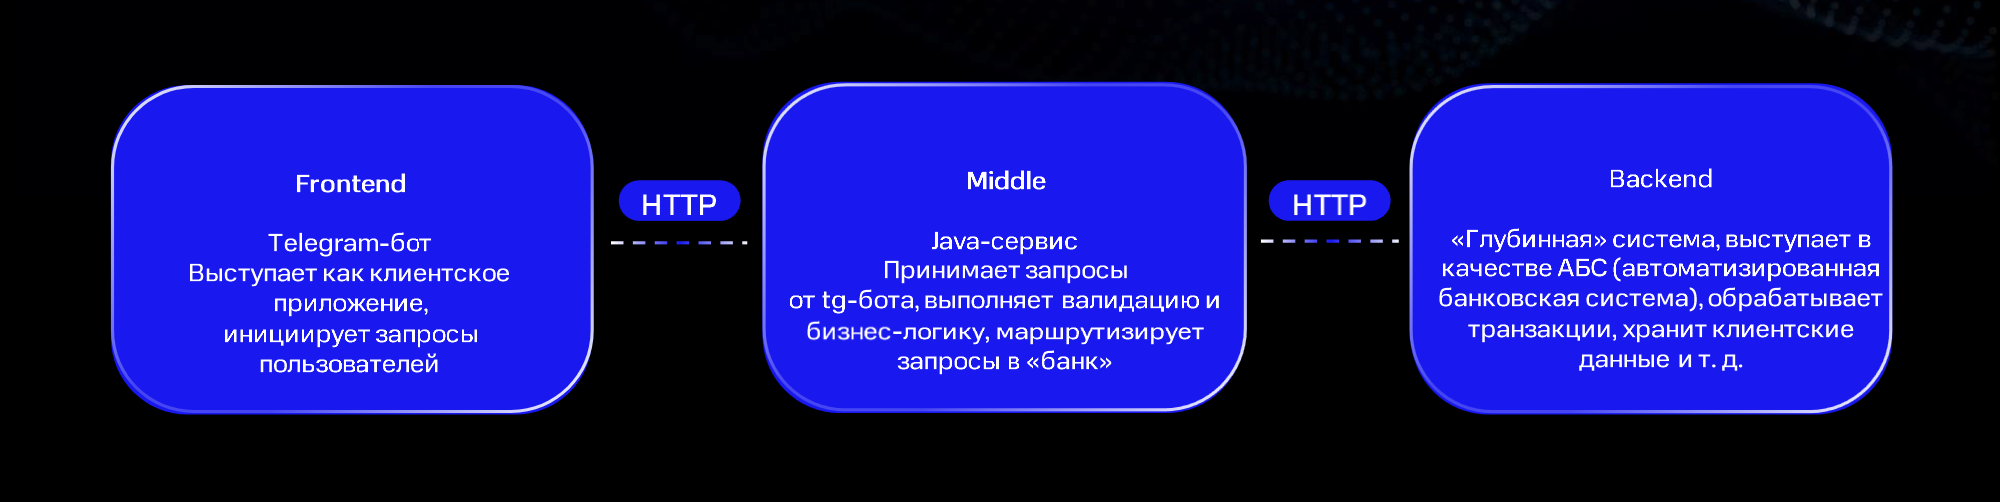 Frontend
Telegram-бот
Выступает как клиентское
приложение,
инициирует запросы
пользователей
HTTP
Middle
Java-сервис
Принимает запросы
от tg-бота, выполняет валидацию и
бизнес-логику, маршрутизирует
запросы в «банк»
HTTP
Backend
«Глубинная» система, выступает в
качестве АБС (автоматизированная
банковская система), обрабатывает
транзакции, хранит клиентские
данные и т. д.